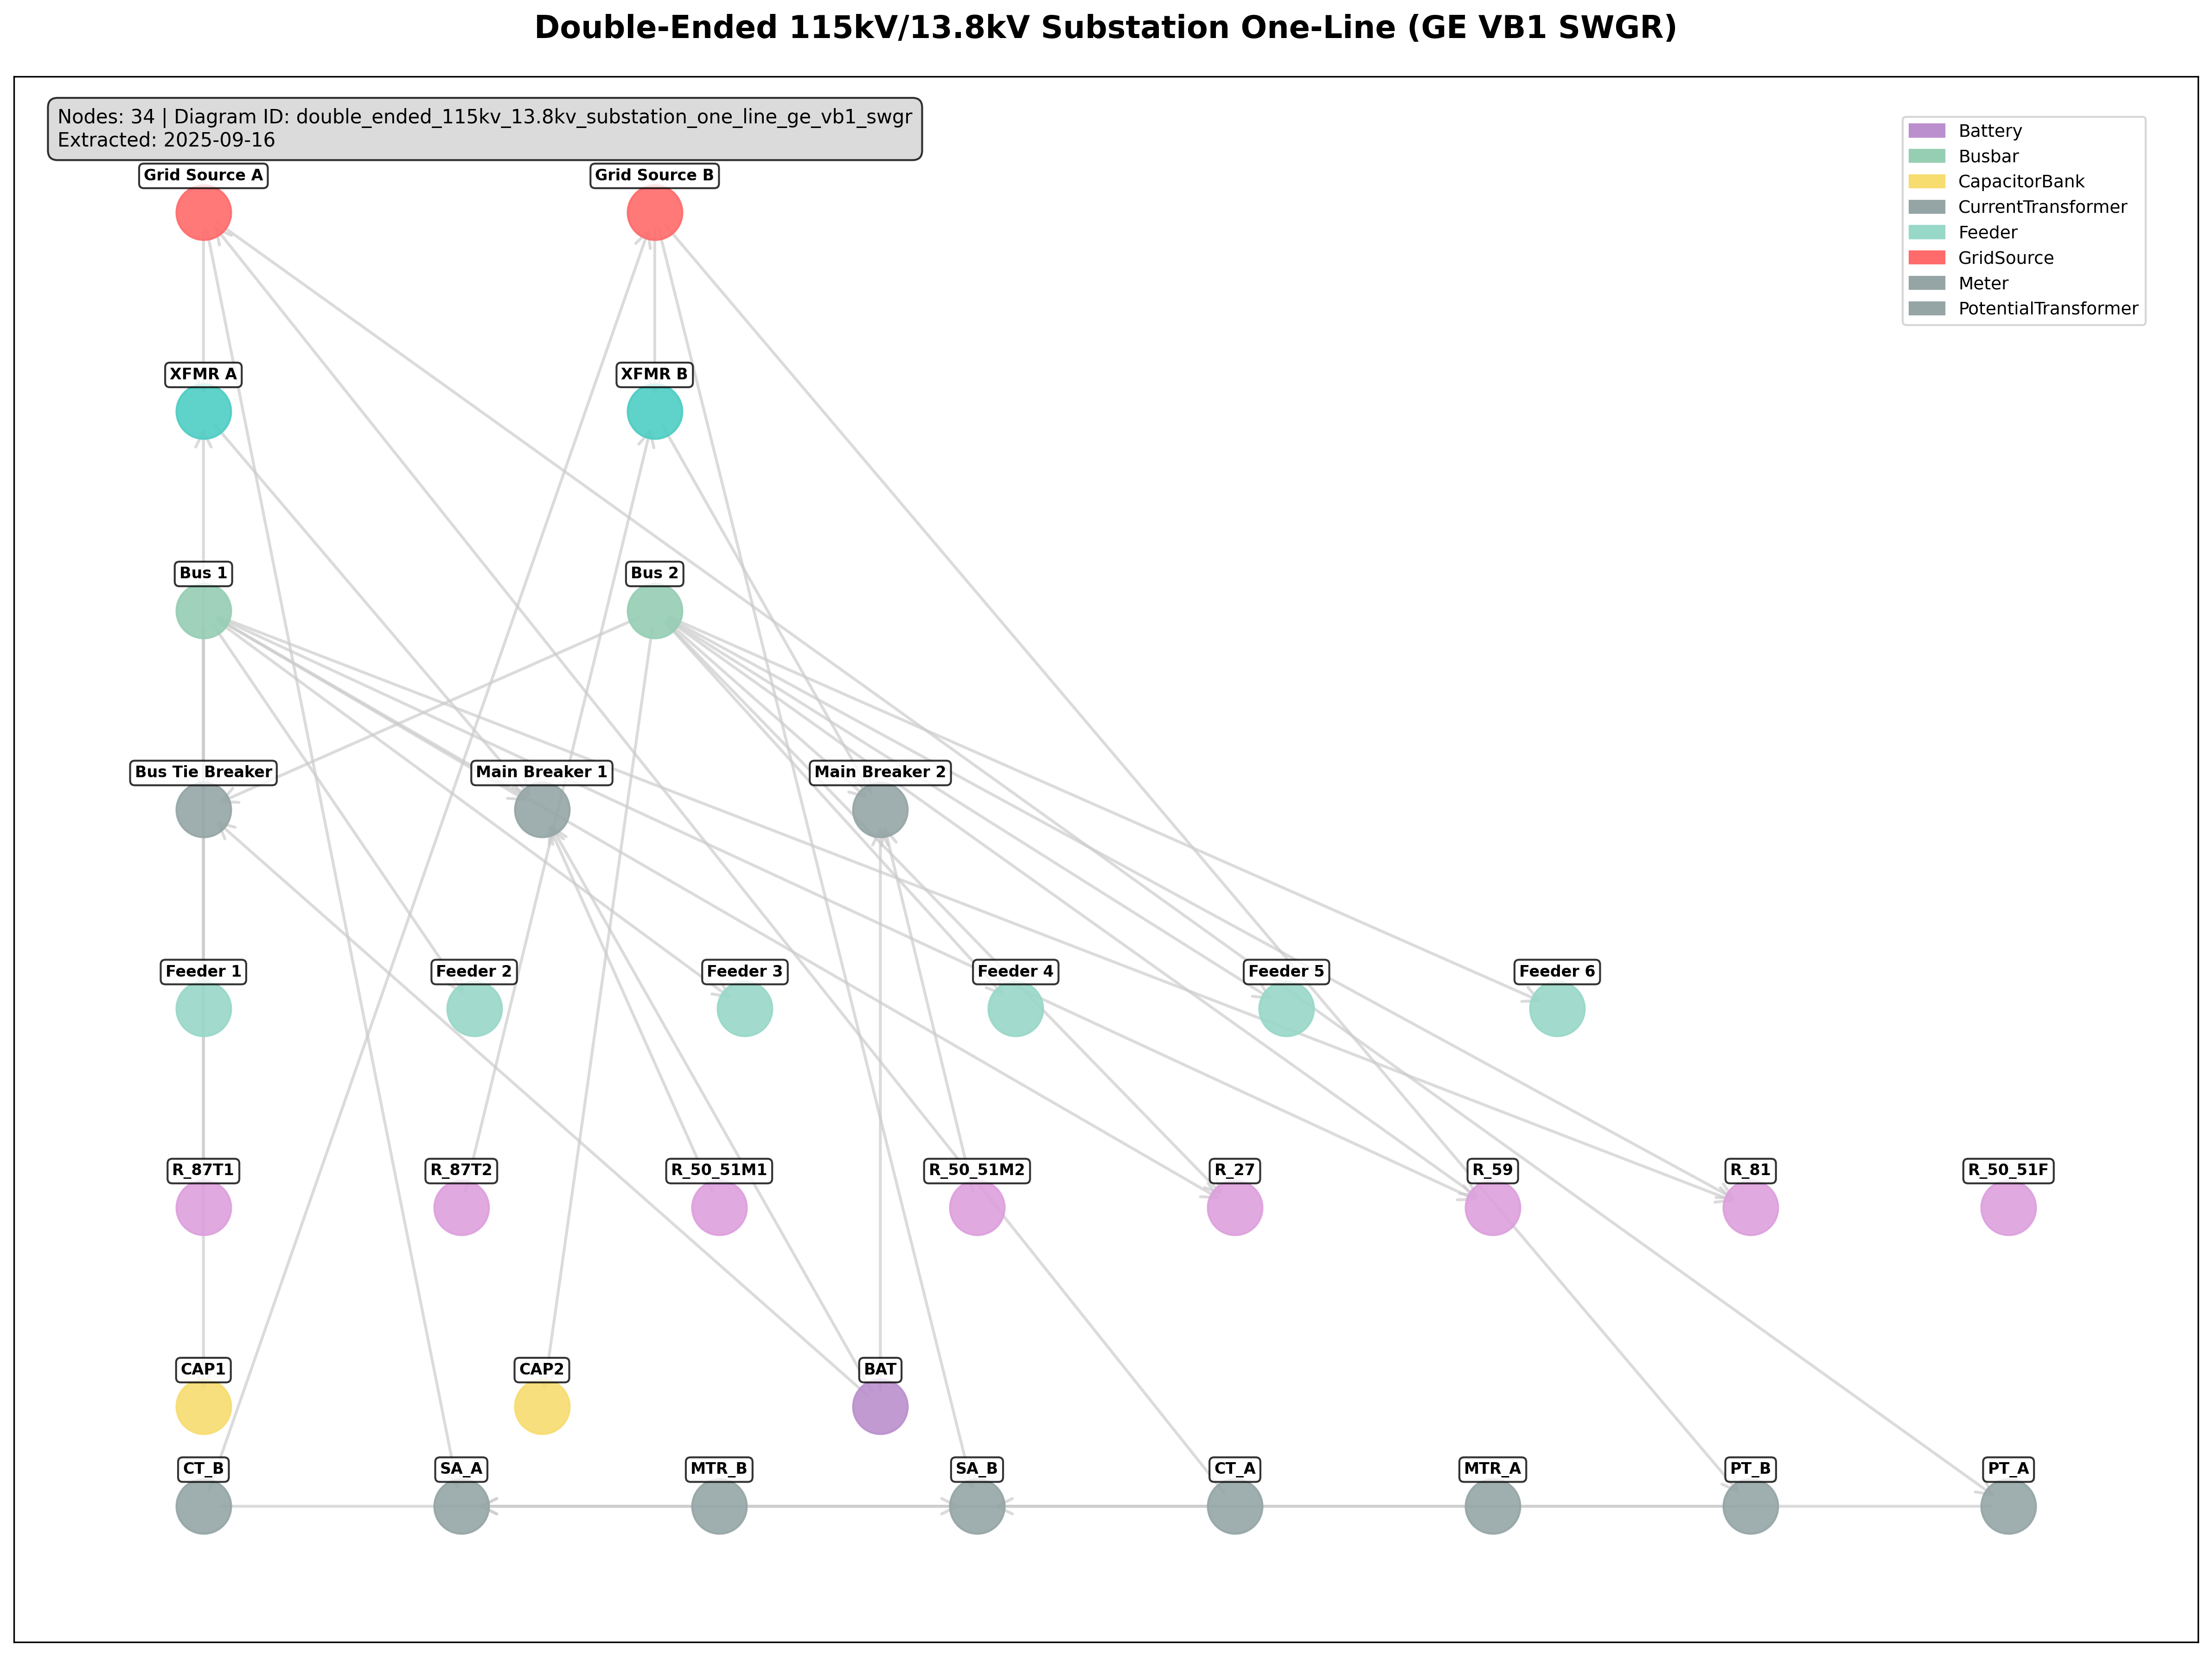 Double-Ended 115kV/13.8kV Substation One-Line (GE VB1 SWGR)
Nodes: 34 | Diagram ID: double_ended_115kv_13.8kv_substation_one_line_ge_vb1_swgr
Extracted: 2025-09-16
Battery
Busbar
CapacitorBank
CurrentTransformer
Feeder
GridSource
Meter
PotentialTransformer
Grid Source A
Grid Source B
XFMR A
XFMR B
Bus 1
Bus 2
Bus Tie Breaker
Main Breaker 1
Main Breaker 2
Feeder 1
Feeder 2
Feeder 3
Feeder 4
Feeder 5
Feeder 6
R_87T1
R_87T2
R_50_51M1
R_50_51M2
R_27
R_59
R_81
R_50_51F
CAP1
CAP2
BAT
CT_B
SA_A
MTR_B
SA_B
CT_A
MTR_A
PT_B
PT_A